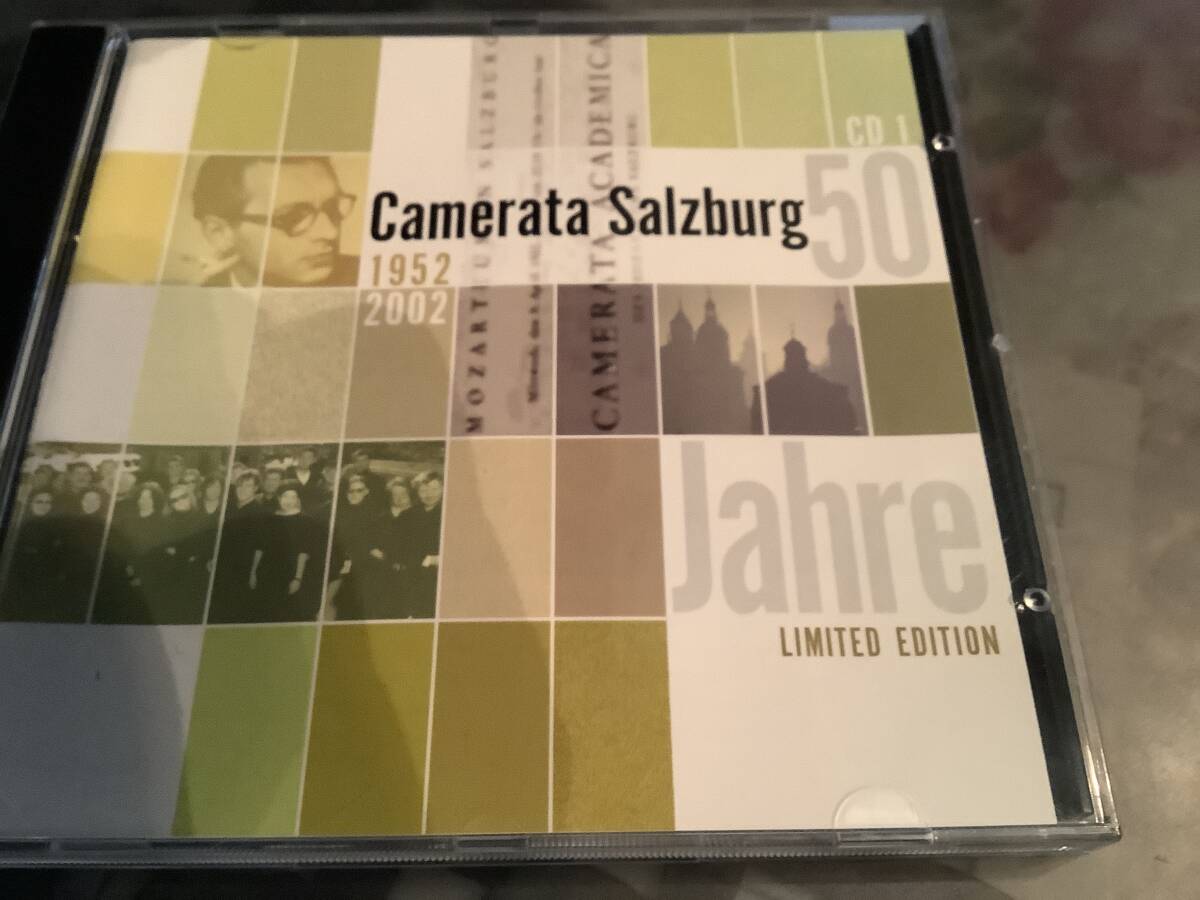 CD 1
Camerata Salzburg
50
1952
2002
MOZARTEUM SALZBURG
CAMERATA ACADEMICA
Jahre
LIMITED EDITION